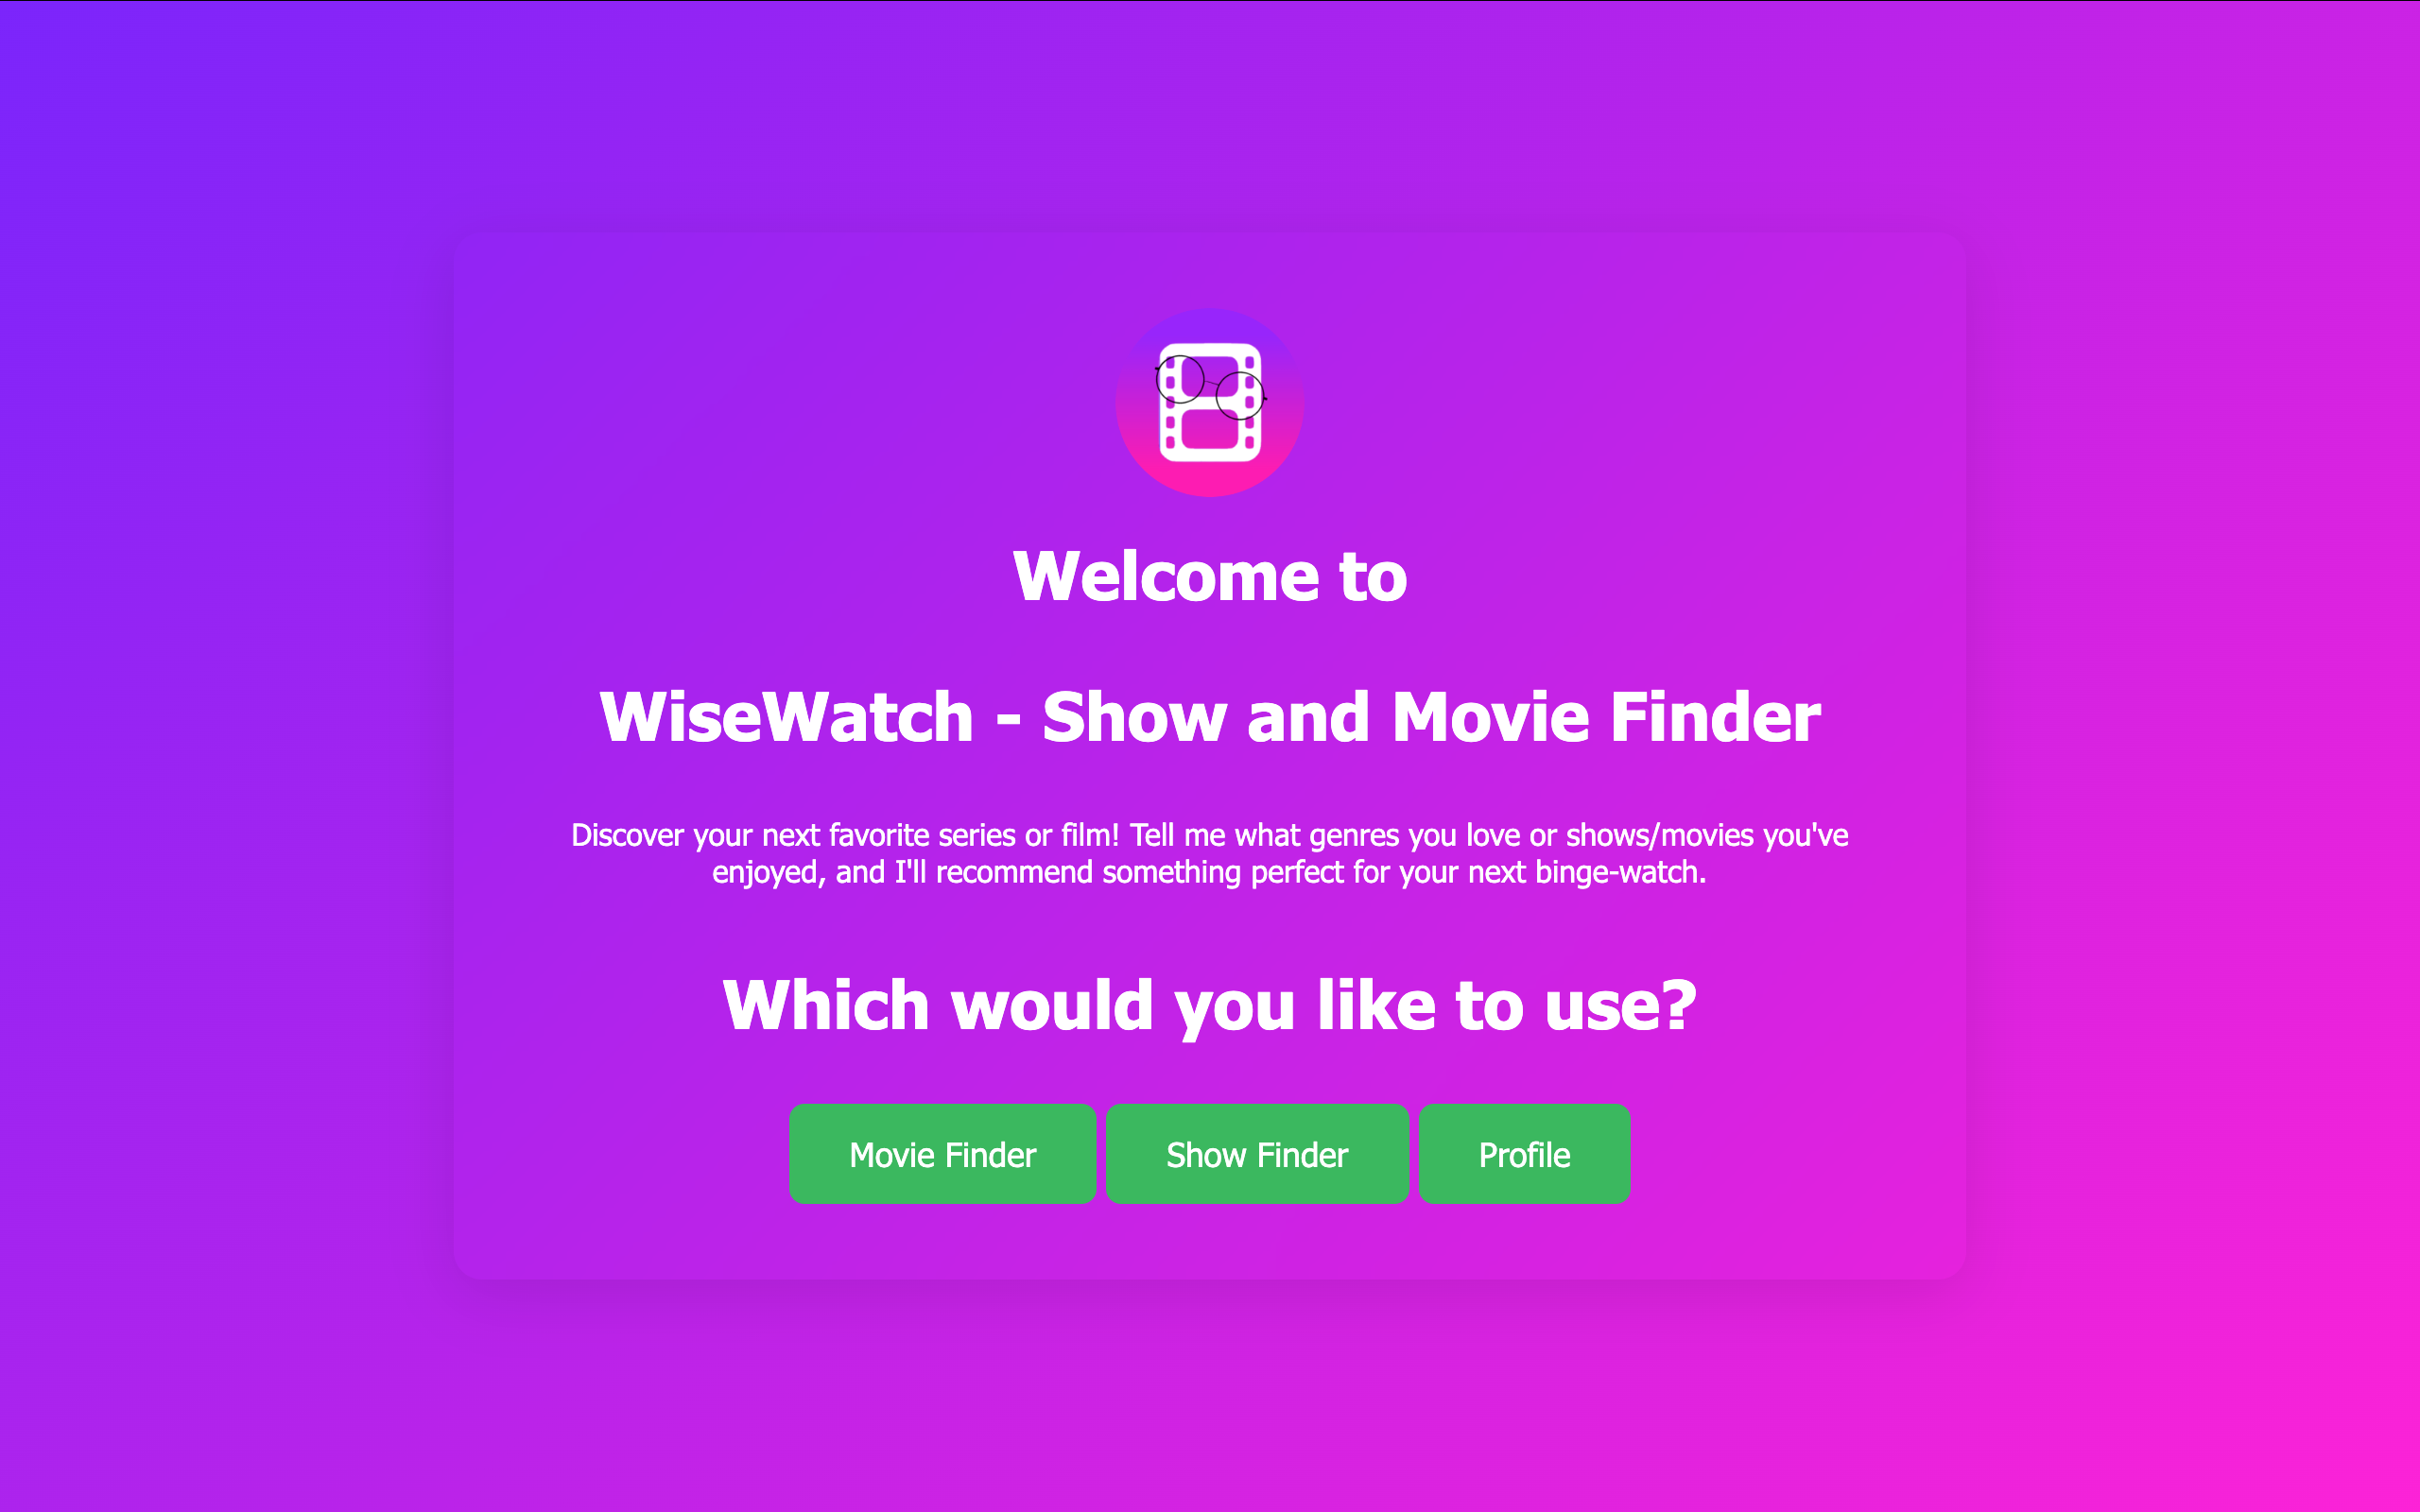 Welcome to
WiseWatch - Show and Movie Finder
Discover your next favorite series or film! Tell me what genres you love or shows/movies you've
enjoyed, and I'll recommend something perfect for your next binge-watch.
Which would you like to use?
Movie Finder
Show Finder
Profile